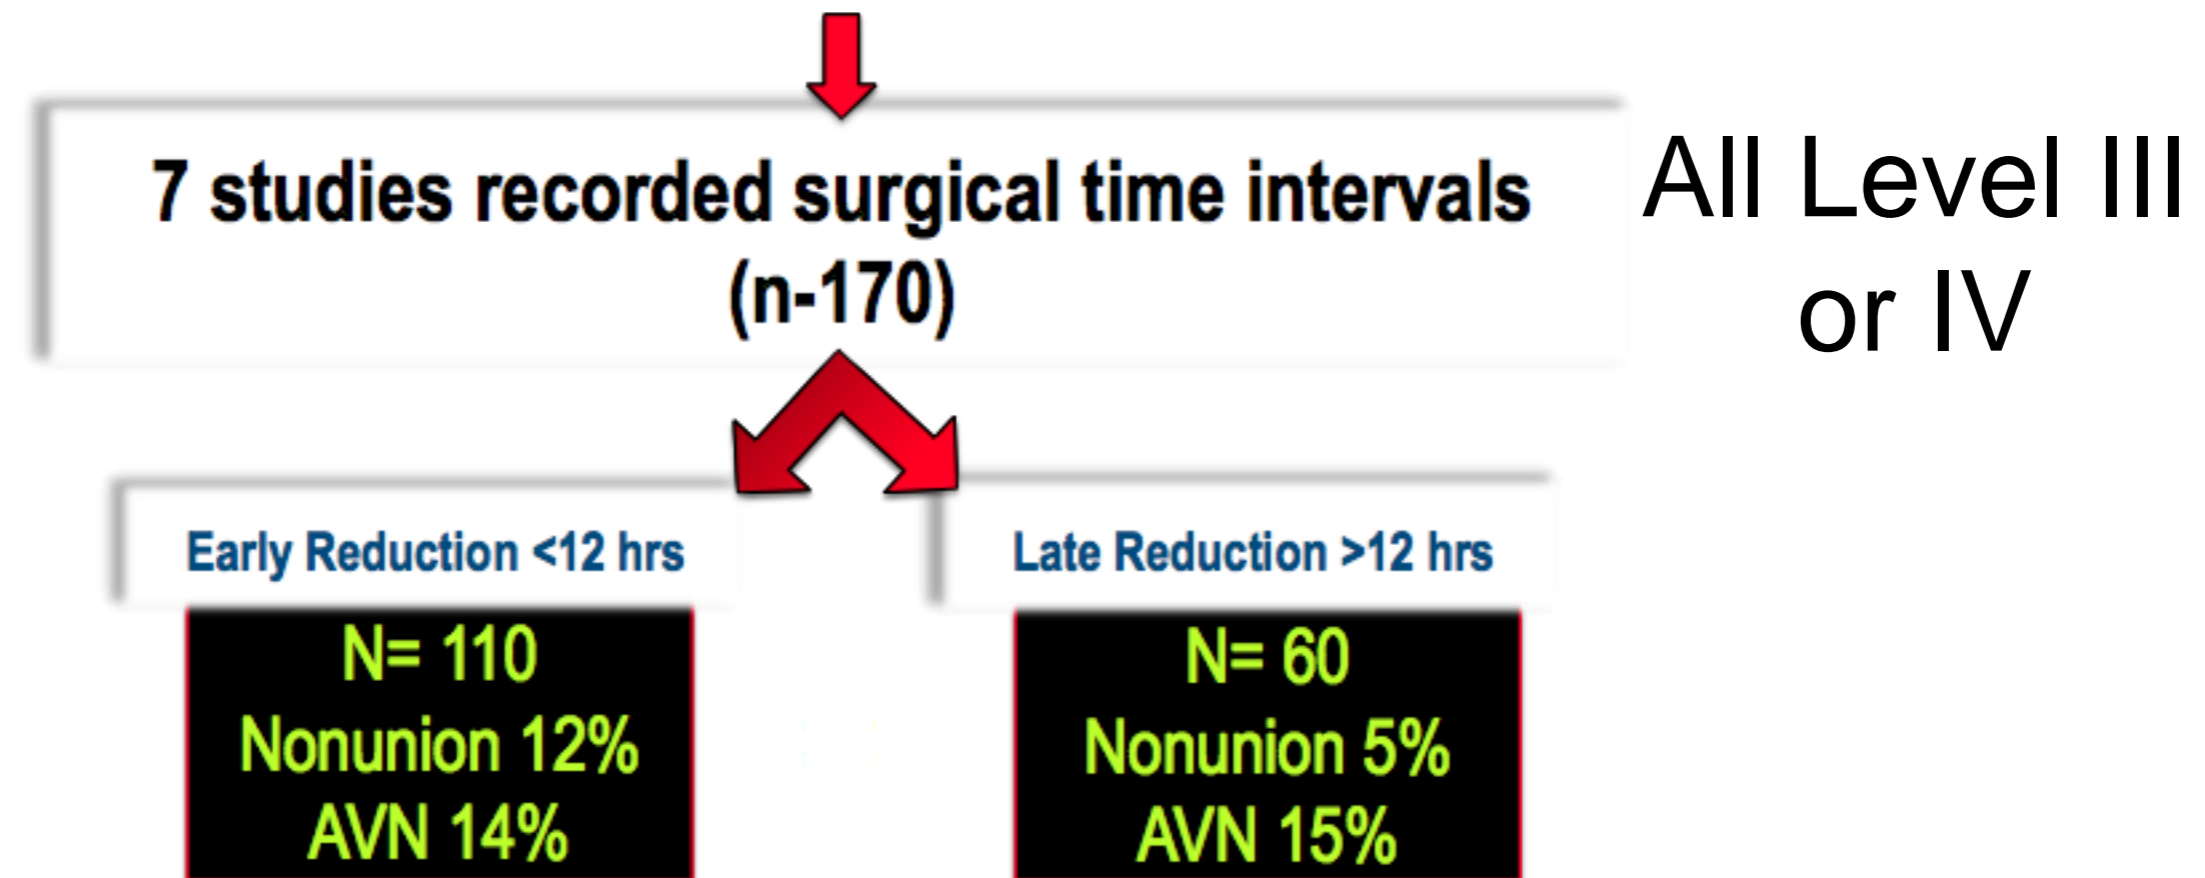 7 studies recorded surgical time intervals
(n-170)
All Level III
or IV
Early Reduction <12 hrs
N= 110
Nonunion 12%
AVN 14%
Late Reduction >12 hrs
N= 60
Nonunion 5%
AVN 15%